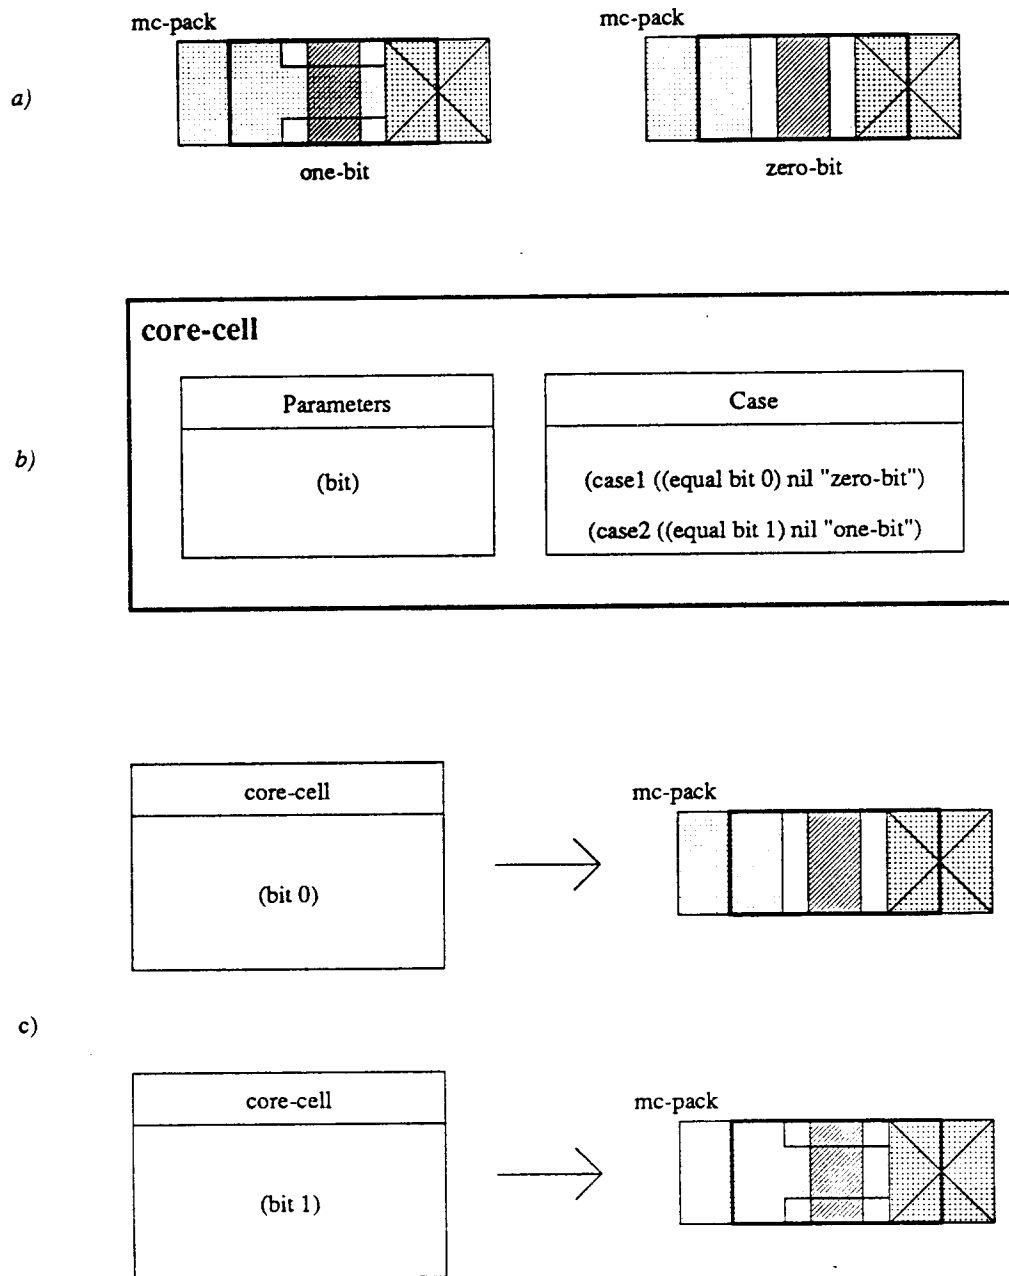 mc-pack
mc-pack
a)
one-bit
zero-bit
core-cell
Parameters
Case
b)
(bit)
(case1 ((equal bit 0) nil "zero-bit")
(case2 ((equal bit 1) nil "one-bit")
core-cell
mc-pack
(bit 0)
c)
core-cell
mc-pack
(bit 1)